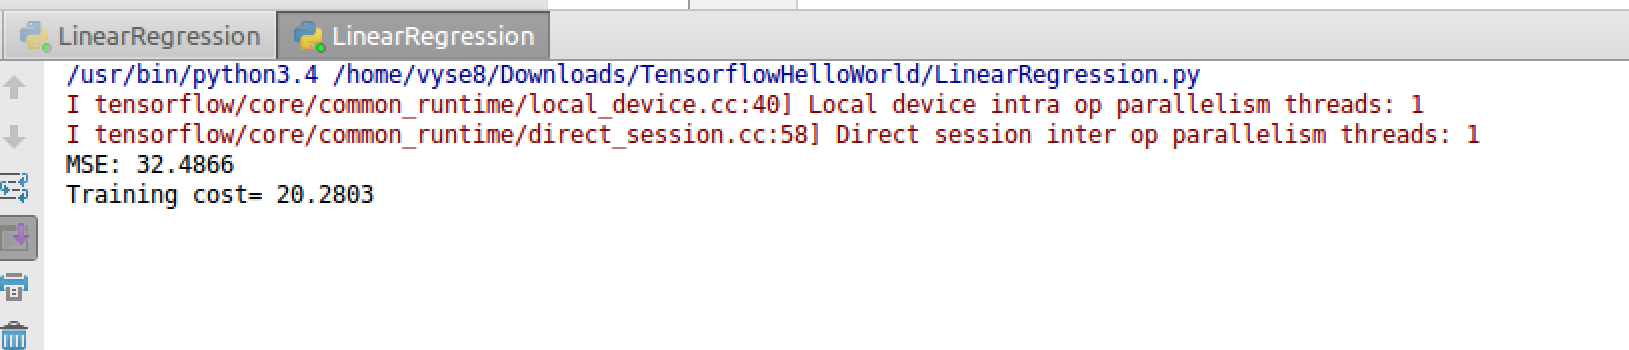 LinearRegression LinearRegression
/usr/bin/python3.4 /home/vyse8/Downloads/TensorflowHelloWorld/LinearRegression.py
I tensorflow/core/common_runtime/local_device.cc:40] Local device intra op parallelism threads: 1
I tensorflow/core/common_runtime/direct_session.cc:58] Direct session inter op parallelism threads: 1
MSE: 32.4866
Training cost= 20.2803